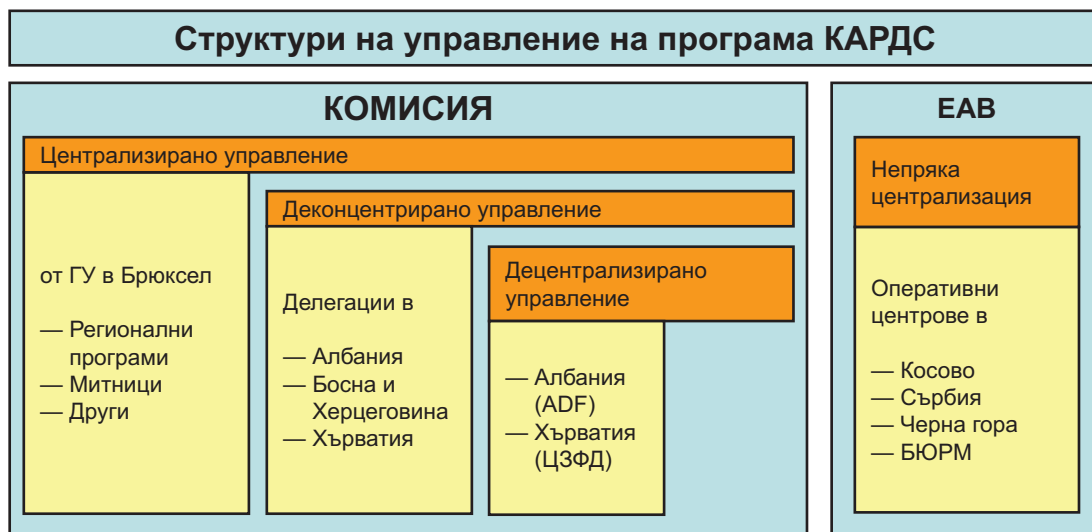 Структури на управление на програма КАРДС
КОМИСИЯ
Централизирано управление
от ГУ в Брюксел
— Регионални
програми
— Митници
— Други
Деконцентрирано управление
Делегации в
— Албания
— Босна и
Херцеговина
— Хърватия
Децентрализирано
управление
— Албания
(ADF)
— Хърватия
(ЦЗФД)
ЕАВ
Непряка
централизация
Оперативни
центрове в
— Косово
— Сърбия
— Черна гора
— БЮРМ